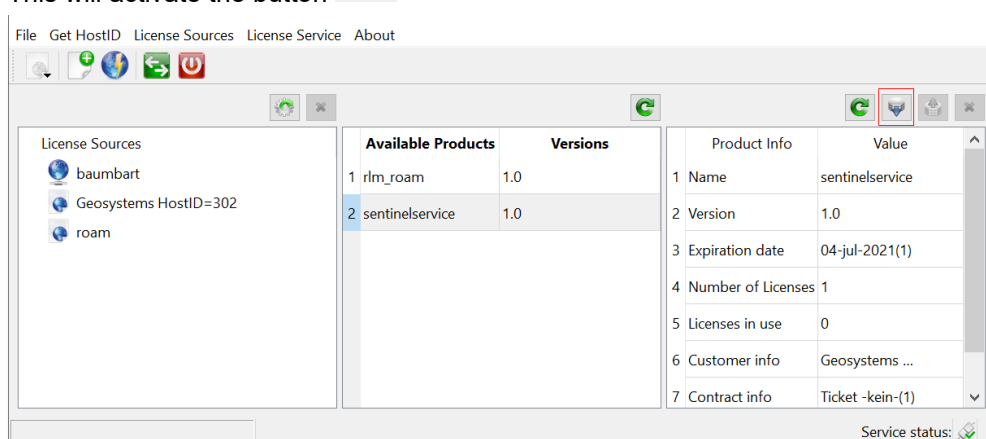 This will activate the button
File Get HostID License Sources License Service About
License Sources
baumbart
Geosystems HostID=302
roam
Available Products Versions
1 rlm_roam 1.0
2 sentinelservice 1.0
Product Info Value
1 Name sentinelservice
2 Version 1.0
3 Expiration date 04-jul-2021(1)
4 Number of Licenses 1
5 Licenses in use 0
6 Customer info Geosystems ...
7 Contract info Ticket -kein-(1)
Service status: